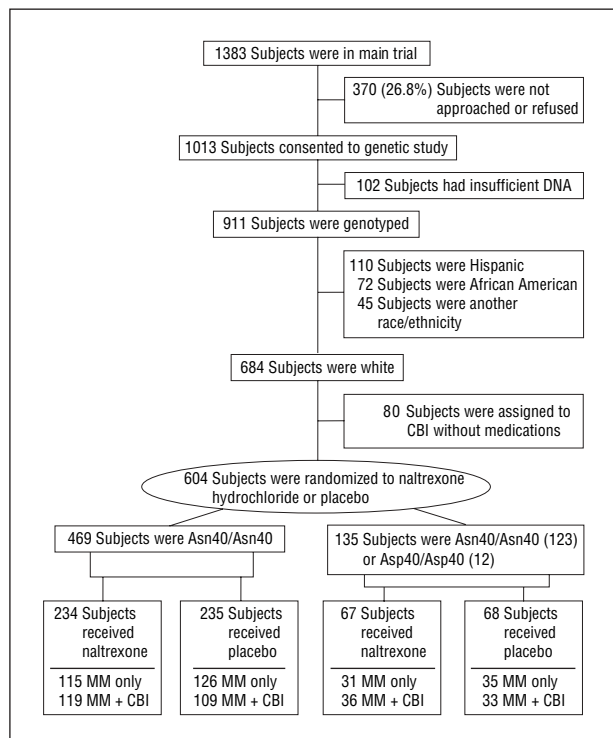 1383 Subjects were in main trial
370 (26.8%) Subjects were not
approached or refused
1013 Subjects consented to genetic study
102 Subjects had insufficient DNA
911 Subjects were genotyped
110 Subjects were Hispanic
72 Subjects were African American
45 Subjects were another
race/ethnicity
684 Subjects were white
80 Subjects were assigned to
CBI without medications
604 Subjects were randomized to naltrexone
hydrochloride or placebo
469 Subjects were Asn40/Asn40
135 Subjects were Asn40/Asn40 (123)
or Asp40/Asp40 (12)
234 Subjects
received
naltrexone
115 MM only
119 MM + CBI
235 Subjects
received
placebo
126 MM only
109 MM + CBI
67 Subjects
received
naltrexone
31 MM only
36 MM + CBI
68 Subjects
received
placebo
35 MM only
33 MM + CBI